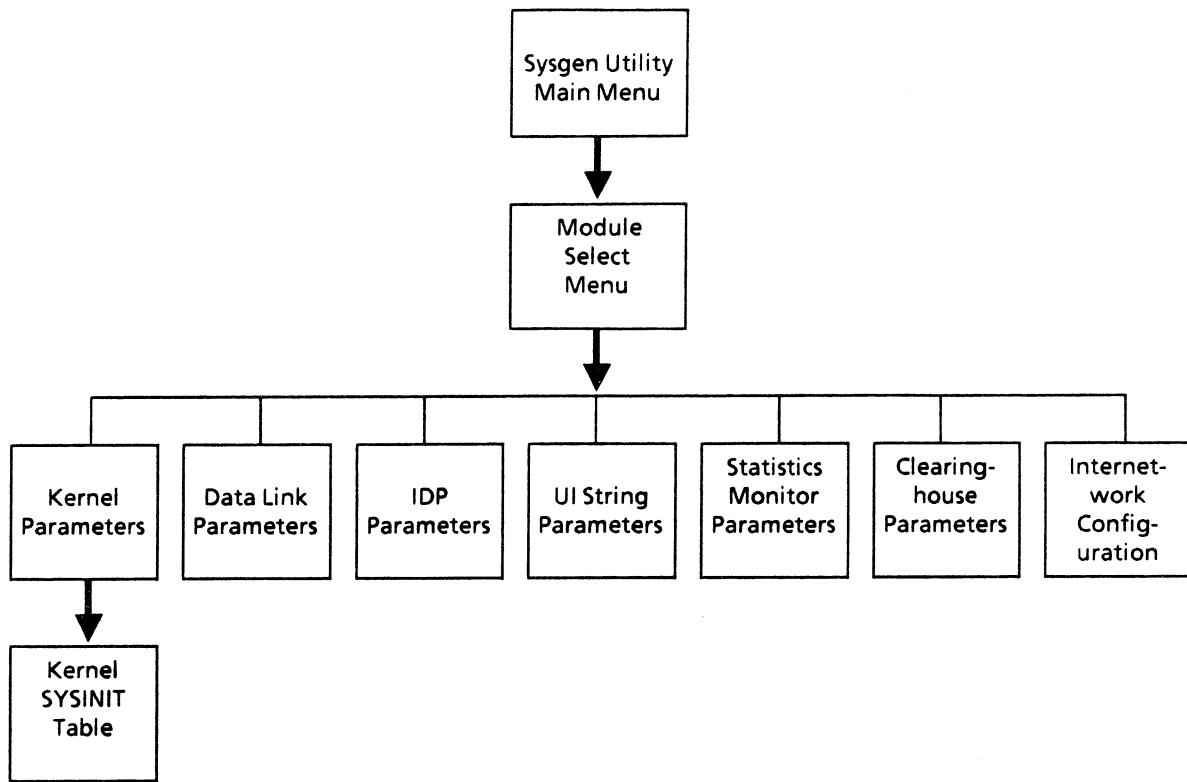 Sysgen Utility
Main Menu
Module
Select
Menu
Kernel
Parameters
Data Link
Parameters
IDP
Parameters
UI String
Parameters
Statistics
Monitor
Parameters
Clearing-
house
Parameters
Internet-
work
Config-
uration
Kernel
SYSINIT
Table